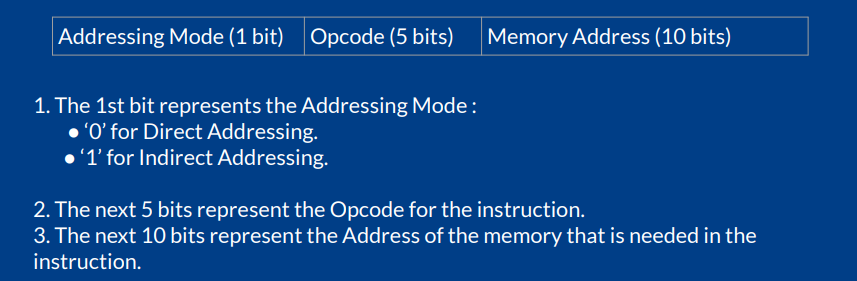 Addressing Mode (1 bit) Opcode (5 bits) Memory Address (10 bits)
1. The 1st bit represents the Addressing Mode :
● ‘0’ for Direct Addressing.
● ‘1’ for Indirect Addressing.
2. The next 5 bits represent the Opcode for the instruction.
3. The next 10 bits represent the Address of the memory that is needed in the
instruction.